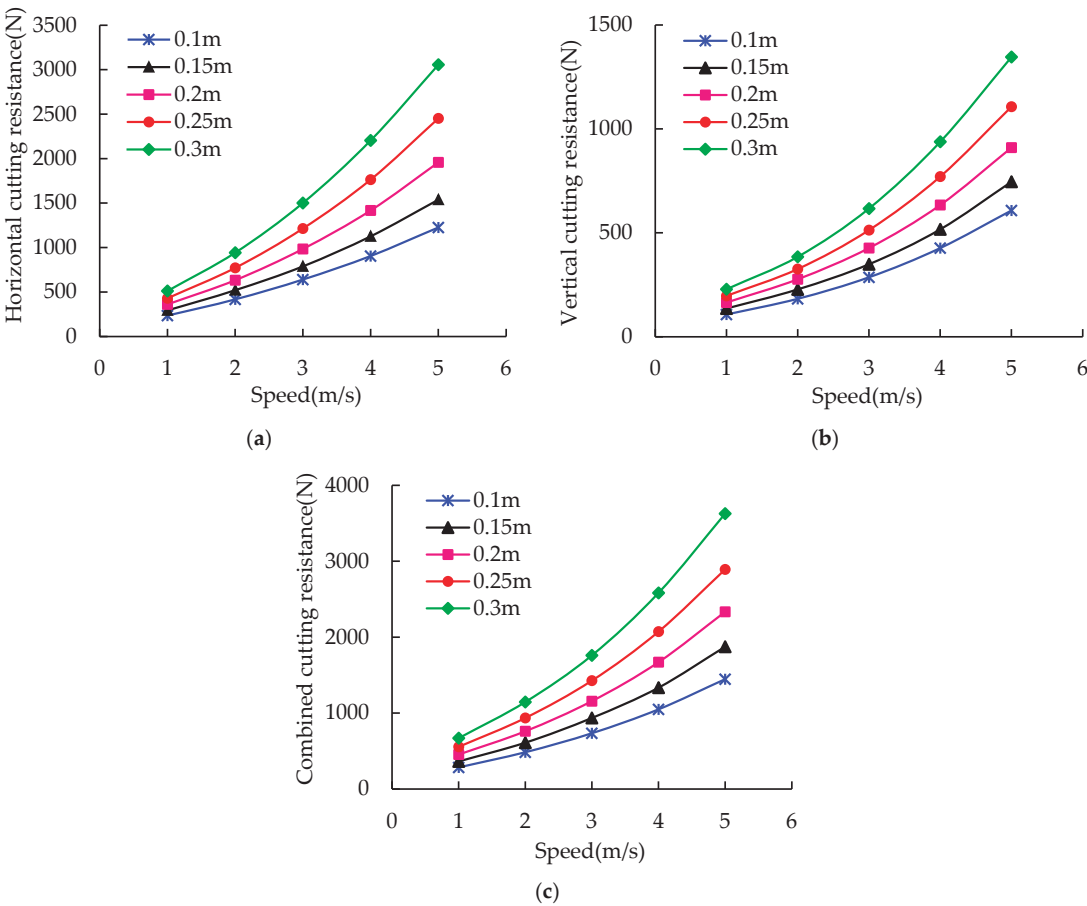 Horizontal cutting resistance(N)
3500
3000
2500
2000
1500
1000
500
0
0.1m
0.15m
0.2m
0.25m
0.3m
0 1 2 3 4 5 6
Speed(m/s)
(a)
Vertical cutting resistance(N)
1500
1000
500
0
0.1m
0.15m
0.2m
0.25m
0.3m
0 1 2 3 4 5 6
Speed(m/s)
(b)
Combined cutting resistance(N)
4000
3000
2000
1000
0
0.1m
0.15m
0.2m
0.25m
0.3m
0 1 2 3 4 5 6
Speed(m/s)
(c)